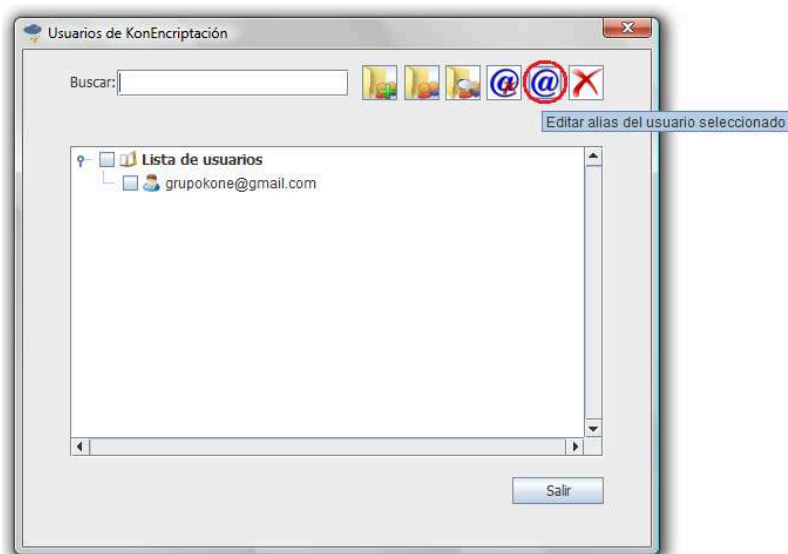 Usuarios de KonEncriptación
Buscar:
Editar alias del usuario seleccionado
Lista de usuarios
grupokone@gmail.com
Salir